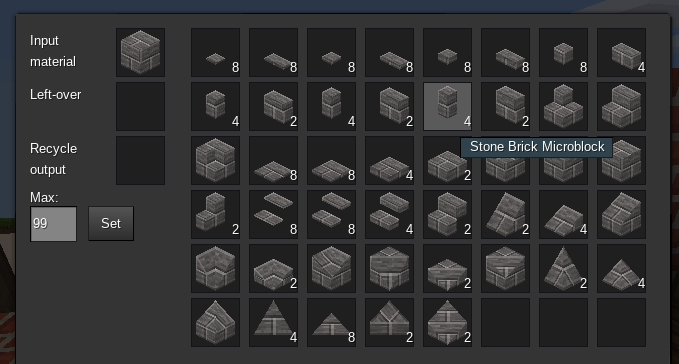 Input
material
8 8 8 8 8 8 8 4
Left-over
4 2 4 2 4 2
Stone Brick Microblock
Recycle
output
8 8 4 2
Max:
99
Set
2 8 8 4 2 2 4
2 2 2 4
4 8 2 2